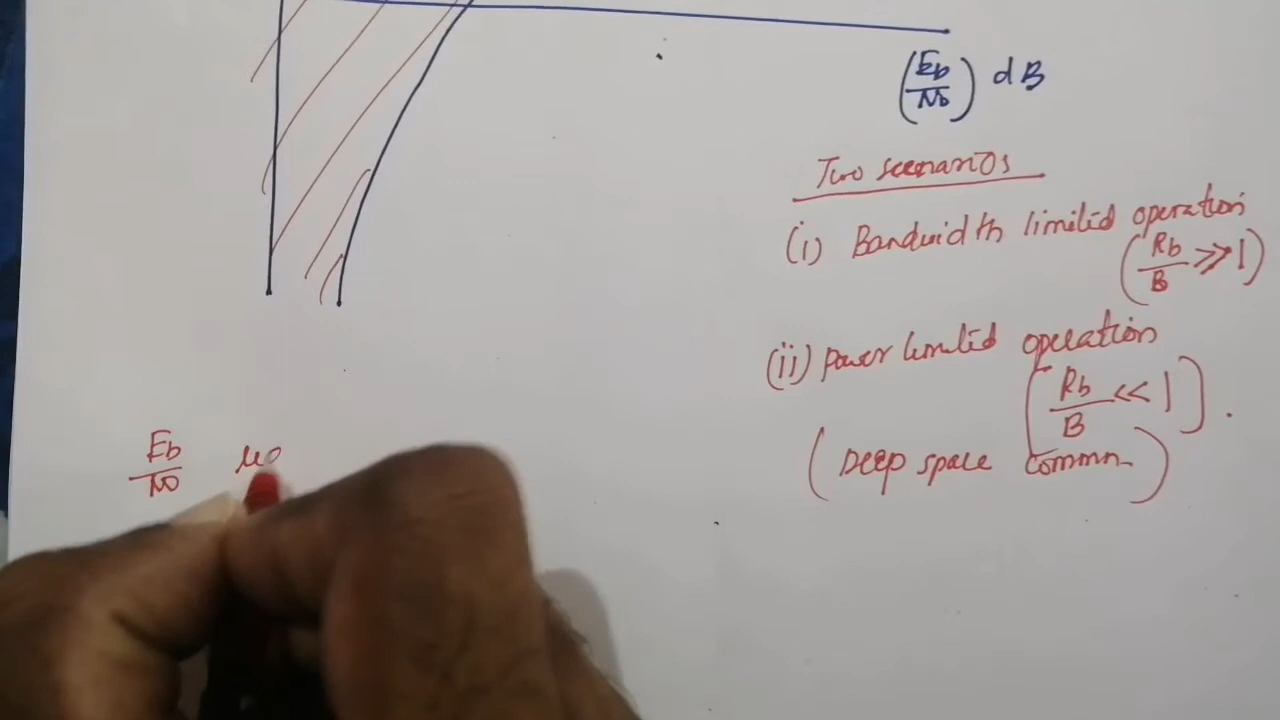 (Eb/No) dB
Two scenarios
(i) Bandwidth limited operation
(Rb/B >> 1)
(ii) Power limited operation
[Rb/B << 1].
(Deep space commn)
Eb/No